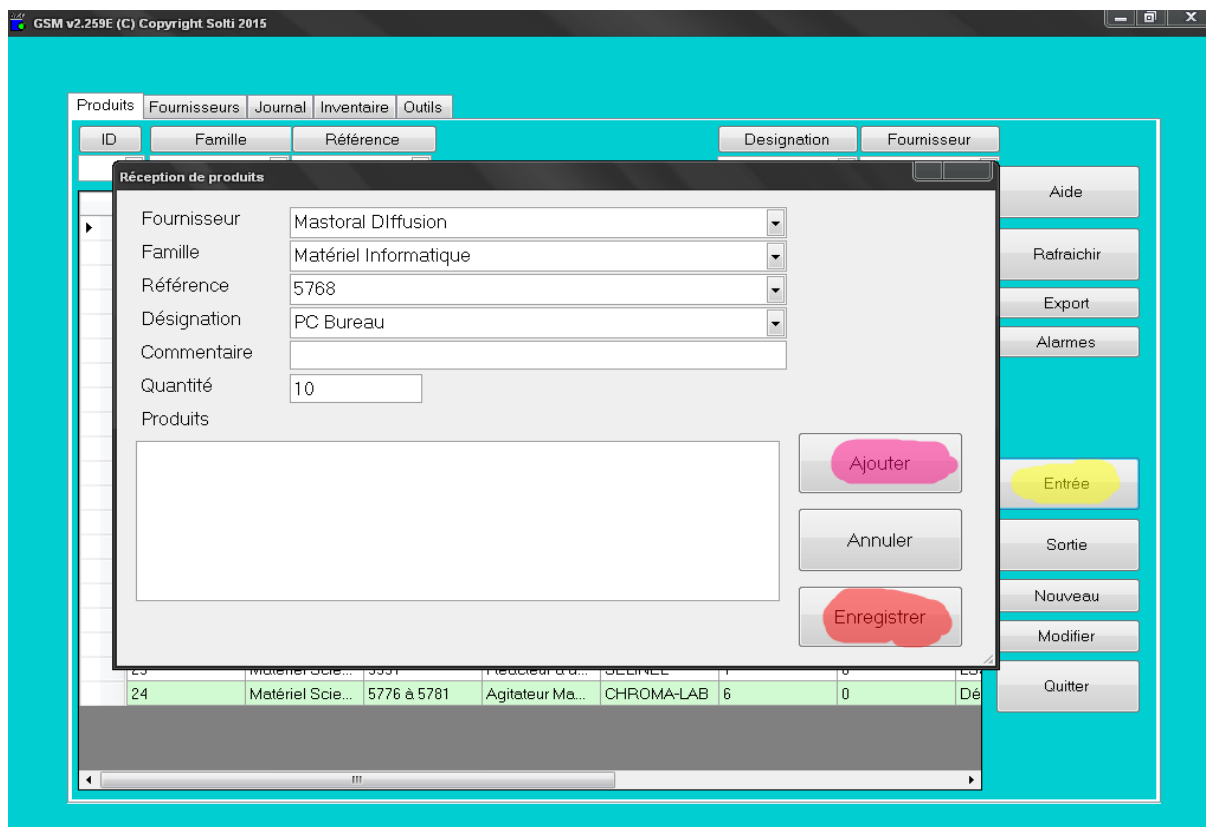 GSM v2.259E (C) Copyright Solti 2015
Produits Fournisseurs Journal Inventaire Outils
ID Famille Référence Designation Fournisseur
Réception de produits
Fournisseur Mastoral DIffusion
Famille Matériel Informatique
Référence 5768
Désignation PC Bureau
Commentaire
Quantité 10
Produits
Ajouter
Annuler
Enregistrer
Aide
Rafraichir
Export
Alarmes
Entrée
Sortie
Nouveau
Modifier
Quitter
24 Matériel Scie... 5776 à 5781 Agitateur Ma... CHROMA-LAB 6 0 Dé